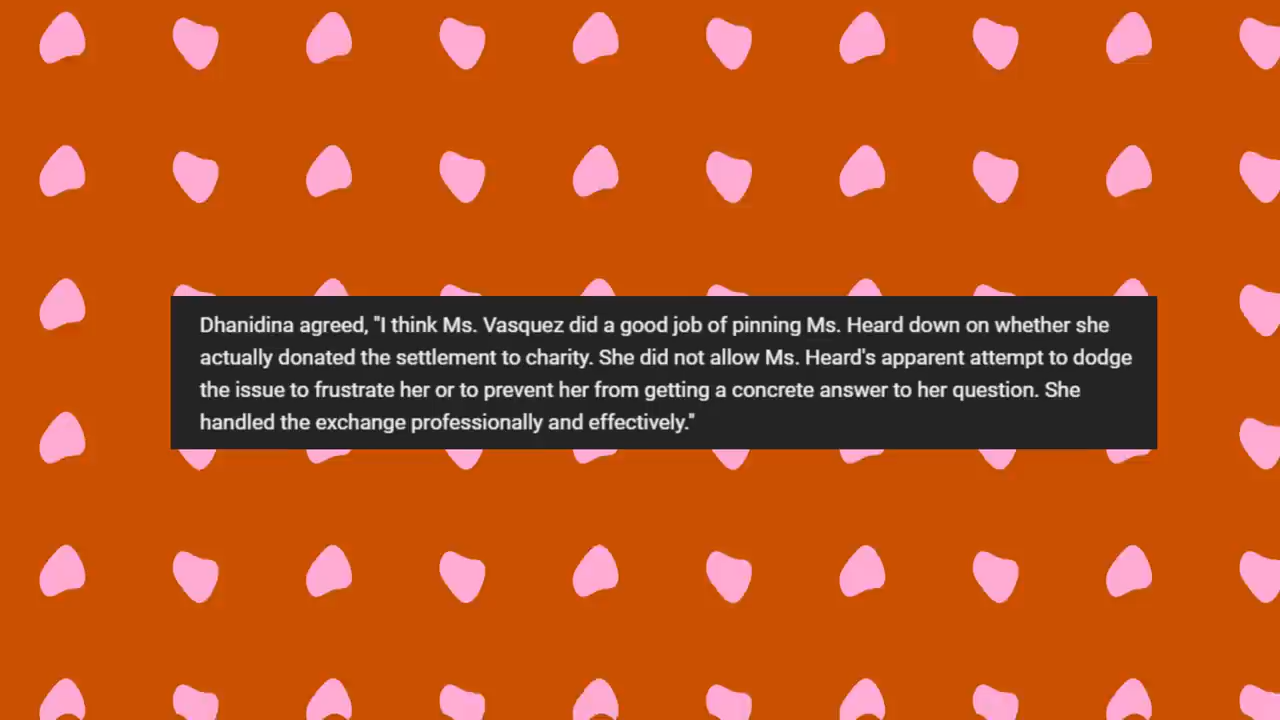 Dhanidina agreed, "I think Ms. Vasquez did a good job of pinning Ms. Heard down on whether she
actually donated the settlement to charity. She did not allow Ms. Heard's apparent attempt to dodge
the issue to frustrate her or to prevent her from getting a concrete answer to her question. She
handled the exchange professionally and effectively."